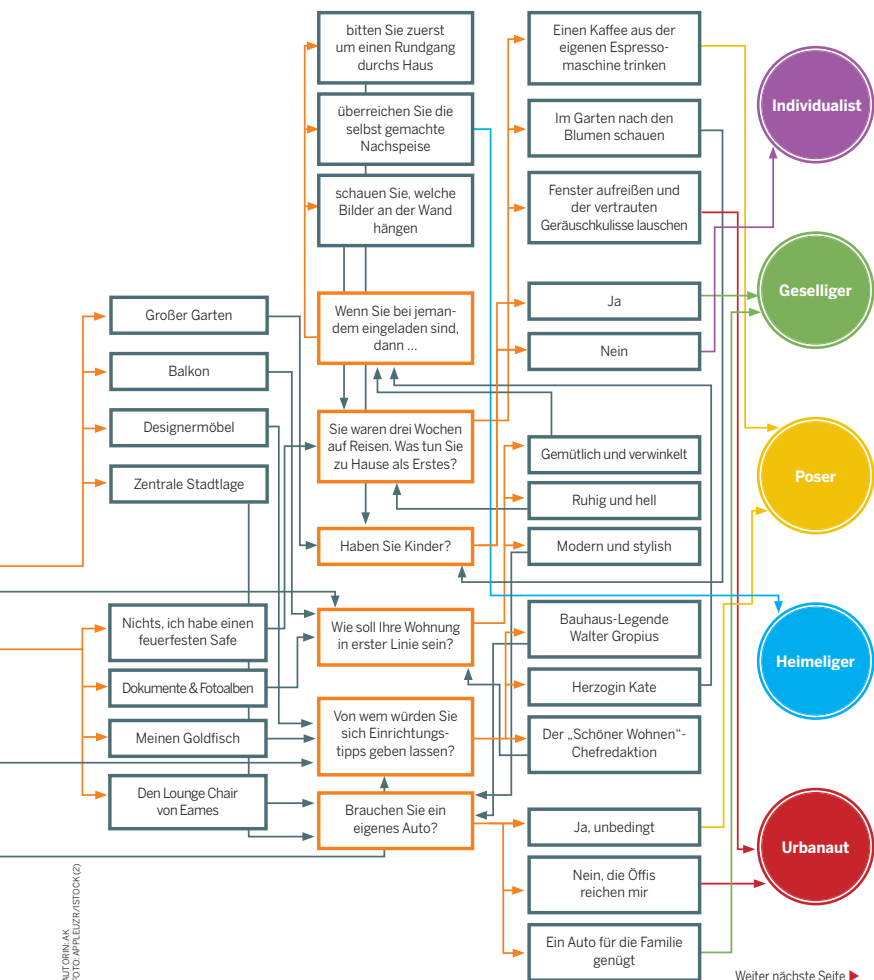 bitten Sie zuerst
um einen Rundgang
durchs Haus
überreichen Sie die
selbst gemachte
Nachspeise
schauen Sie, welche
Bilder an der Wand
hängen
Einen Kaffee aus der
eigenen Espresso-
maschine trinken
Im Garten nach den
Blumen schauen
Fenster aufreißen und
der vertrauten
Geräuschkulisse lauschen
Individualist
Großer Garten
Balkon
Designermöbel
Zentrale Stadtlage
Wenn Sie bei jeman-
dem eingeladen sind,
dann ...
Ja
Nein
Geselliger
Sie waren drei Wochen
auf Reisen. Was tun Sie
zu Hause als Erstes?
Haben Sie Kinder?
Gemütlich und verwinkelt
Ruhig und hell
Modern und stylish
Poser
Nichts, ich habe einen
feuerfesten Safe
Dokumente & Fotoalben
Meinen Goldfisch
Den Lounge Chair
von Eames
Wie soll Ihre Wohnung
in erster Linie sein?
Von wem würden Sie
sich Einrichtungs-
tipps geben lassen?
Brauchen Sie ein
eigenes Auto?
Bauhaus-Legende
Walter Gropius
Herzogin Kate
Der „Schöner Wohnen“-
Chefredaktion
Heimeliger
Ja, unbedingt
Nein, die Öffis
reichen mir
Ein Auto für die Familie
genügt
Urbanaut
AUTORIN: AK
FOTO: APPLEUZR/ISTOCK (2)
Weiter nächste Seite